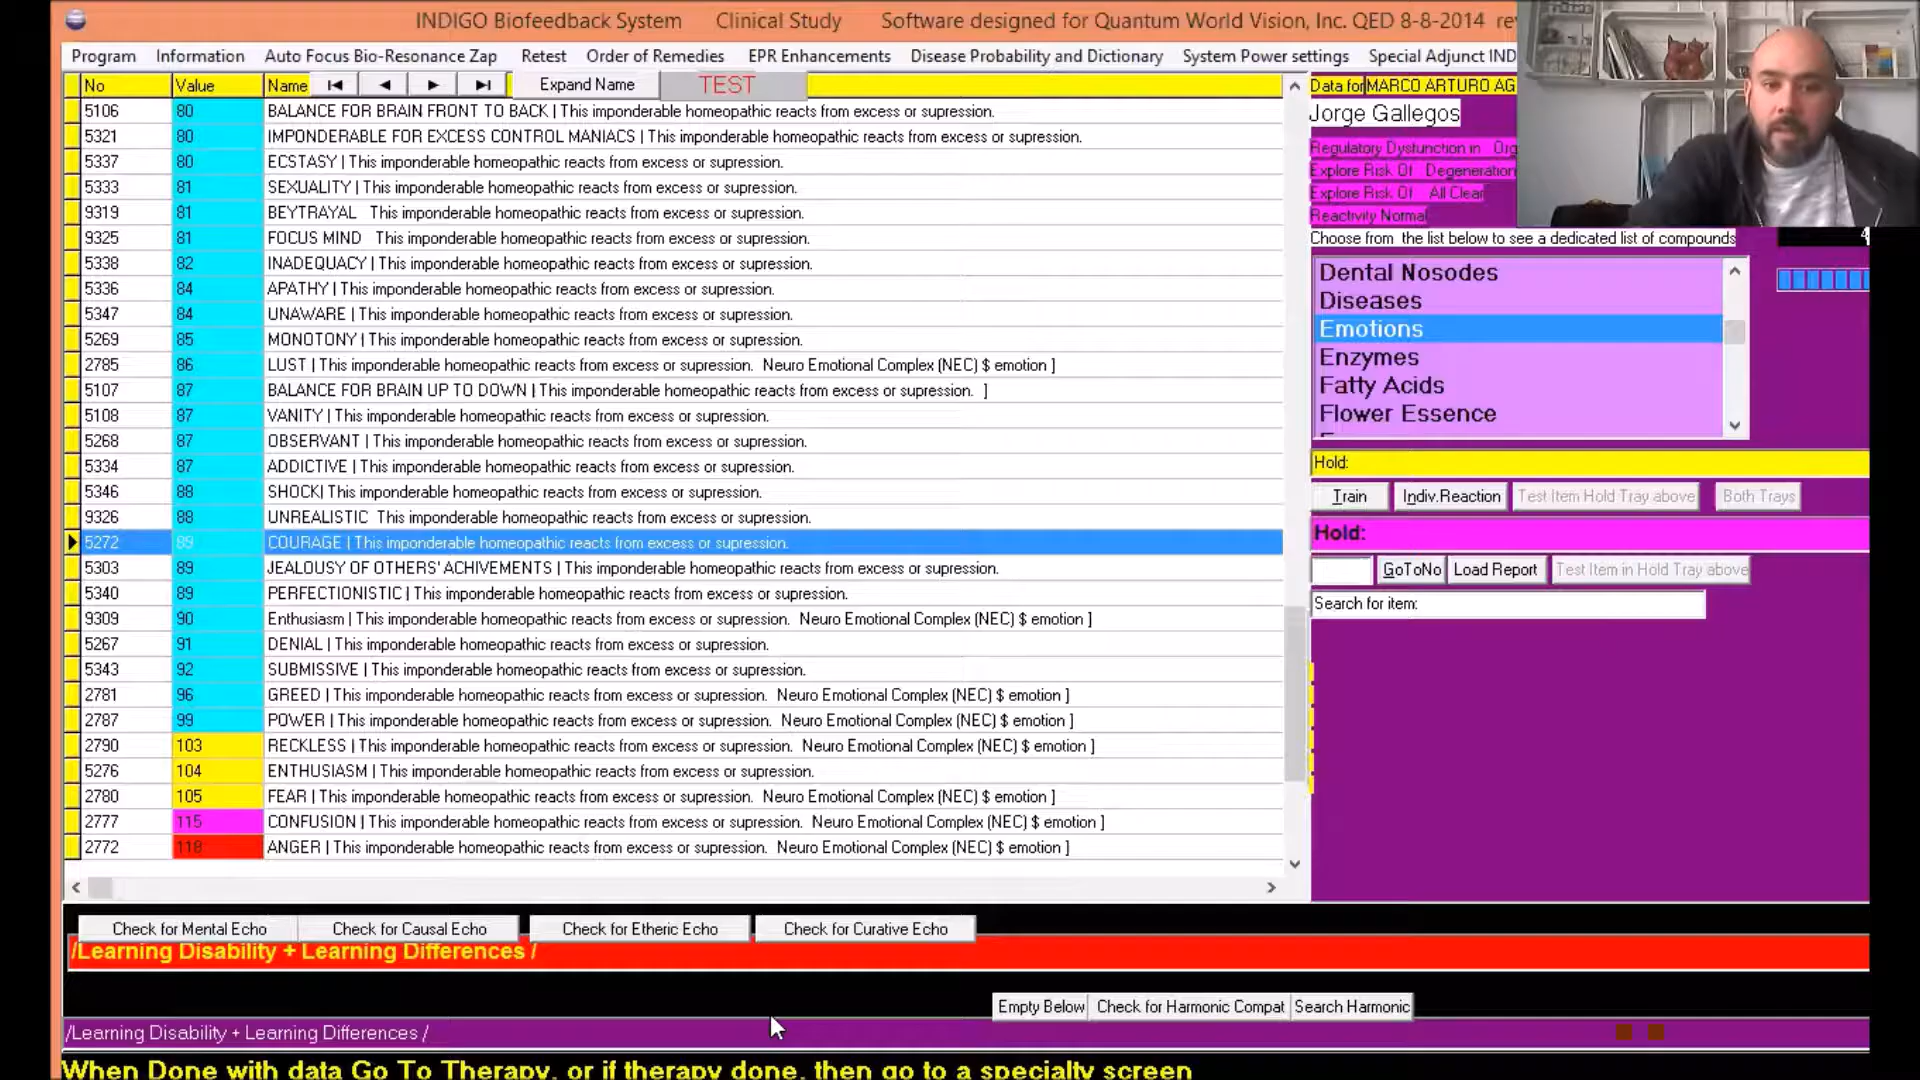 INDIGO Biofeedback System Clinical Study Software designed for Quantum World Vision, Inc. QED 8-8-2014
Program Information Auto Focus Bio-Resonance Zap Retest Order of Remedies EPR Enhancements Disease Probability and Dictionary System Power settings Special Adjunct IND
No Value Name Expand Name TEST
5106 80 BALANCE FOR BRAIN FRONT TO BACK | This imponderable homeopathic reacts from excess or supression.
5321 80 IMPONDERABLE FOR EXCESS CONTROL MANIACS | This imponderable homeopathic reacts from excess or supression.
5337 80 ECSTASY | This imponderable homeopathic reacts from excess or supression.
5333 81 SEXUALITY | This imponderable homeopathic reacts from excess or supression.
9319 81 BEYTRAYAL This imponderable homeopathic reacts from excess or supression.
9325 81 FOCUS MIND This imponderable homeopathic reacts from excess or supression.
5338 82 INADEQUACY | This imponderable homeopathic reacts from excess or supression.
5336 84 APATHY | This imponderable homeopathic reacts from excess or supression.
5347 84 UNAWARE | This imponderable homeopathic reacts from excess or supression.
5269 85 MONOTONY | This imponderable homeopathic reacts from excess or supression.
2785 86 LUST | This imponderable homeopathic reacts from excess or supression. Neuro Emotional Complex (NEC) $ emotion ]
5107 87 BALANCE FOR BRAIN UP TO DOWN | This imponderable homeopathic reacts from excess or supression. ]
5108 87 VANITY | This imponderable homeopathic reacts from excess or supression.
5268 87 OBSERVANT | This imponderable homeopathic reacts from excess or supression.
5334 87 ADDICTIVE | This imponderable homeopathic reacts from excess or supression.
5346 88 SHOCK| This imponderable homeopathic reacts from excess or supression.
9326 88 UNREALISTIC This imponderable homeopathic reacts from excess or supression.
5272 89 COURAGE | This imponderable homeopathic reacts from excess or supression.
5303 89 JEALOUSY OF OTHERS' ACHIVEMENTS | This imponderable homeopathic reacts from excess or supression.
5340 89 PERFECTIONISTIC | This imponderable homeopathic reacts from excess or supression.
9309 90 Enthusiasm | This imponderable homeopathic reacts from excess or supression. Neuro Emotional Complex (NEC) $ emotion ]
5267 91 DENIAL | This imponderable homeopathic reacts from excess or supression.
5343 92 SUBMISSIVE | This imponderable homeopathic reacts from excess or supression.
2781 96 GREED | This imponderable homeopathic reacts from excess or supression. Neuro Emotional Complex (NEC) $ emotion ]
2787 99 POWER | This imponderable homeopathic reacts from excess or supression. Neuro Emotional Complex (NEC) $ emotion ]
2790 103 RECKLESS | This imponderable homeopathic reacts from excess or supression. Neuro Emotional Complex (NEC) $ emotion ]
5276 104 ENTHUSIASM | This imponderable homeopathic reacts from excess or supression.
2780 105 FEAR | This imponderable homeopathic reacts from excess or supression. Neuro Emotional Complex (NEC) $ emotion ]
2777 115 CONFUSION | This imponderable homeopathic reacts from excess or supression. Neuro Emotional Complex (NEC) $ emotion ]
2772 118 ANGER | This imponderable homeopathic reacts from excess or supression. Neuro Emotional Complex (NEC) $ emotion ]
Data for MARCO ARTURO AG
Jorge Gallegos
Regulatory Dysfunction in Org
Explore Risk Of Degeneration
Explore Risk Of All Clear
Reactivity Normal
Choose from the list below to see a dedicated list of compounds
Dental Nosodes
Diseases
Emotions
Enzymes
Fatty Acids
Flower Essence
Hold:
Train Indiv.Reaction Test Item Hold Tray above Both Trays
Hold:
GoToNo Load Report Test Item in Hold Tray above
Search for item:
Check for Mental Echo Check for Causal Echo Check for Etheric Echo Check for Curative Echo
/Learning Disability + Learning Differences /
Empty Below Check for Harmonic Compat Search Harmonic
/Learning Disability + Learning Differences /
When Done with data Go To Therapy, or if therapy done, then go to a specialty screen